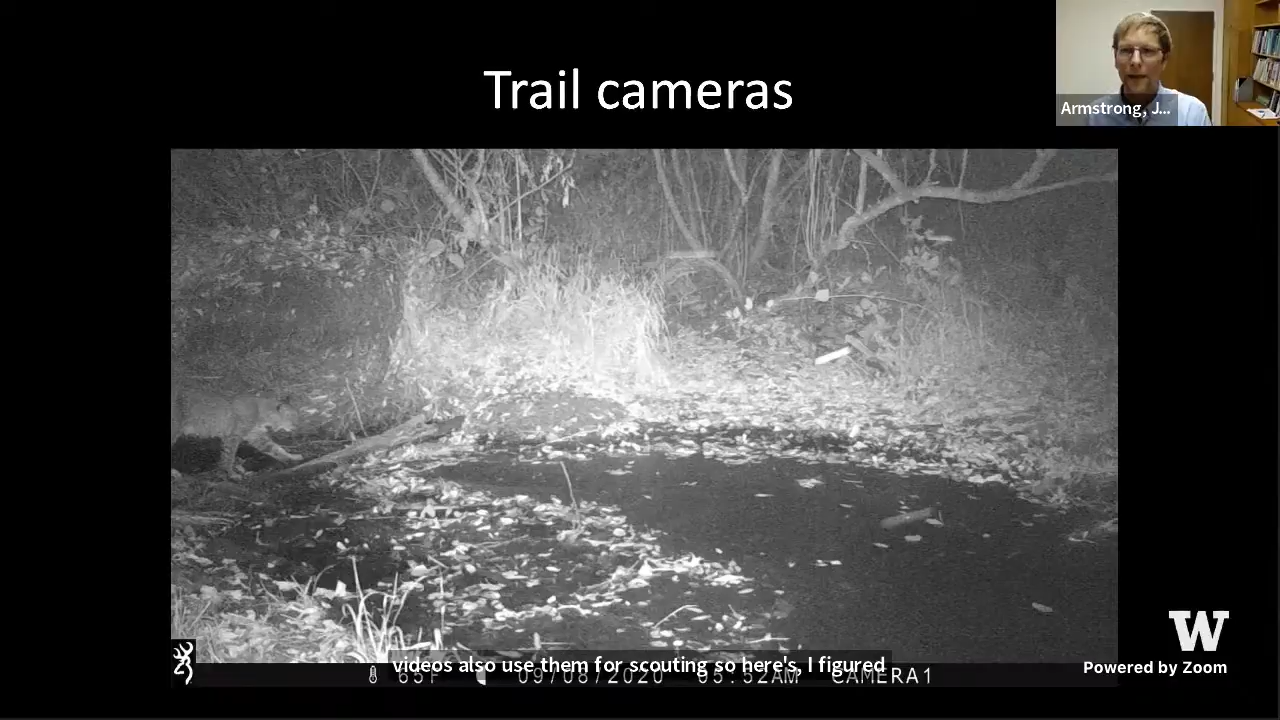 Trail cameras
Armstrong, J...
videos also use them for scouting so here's, I figured
65F 09/08/2020 05:52AM CAMERA1
W
Powered by Zoom